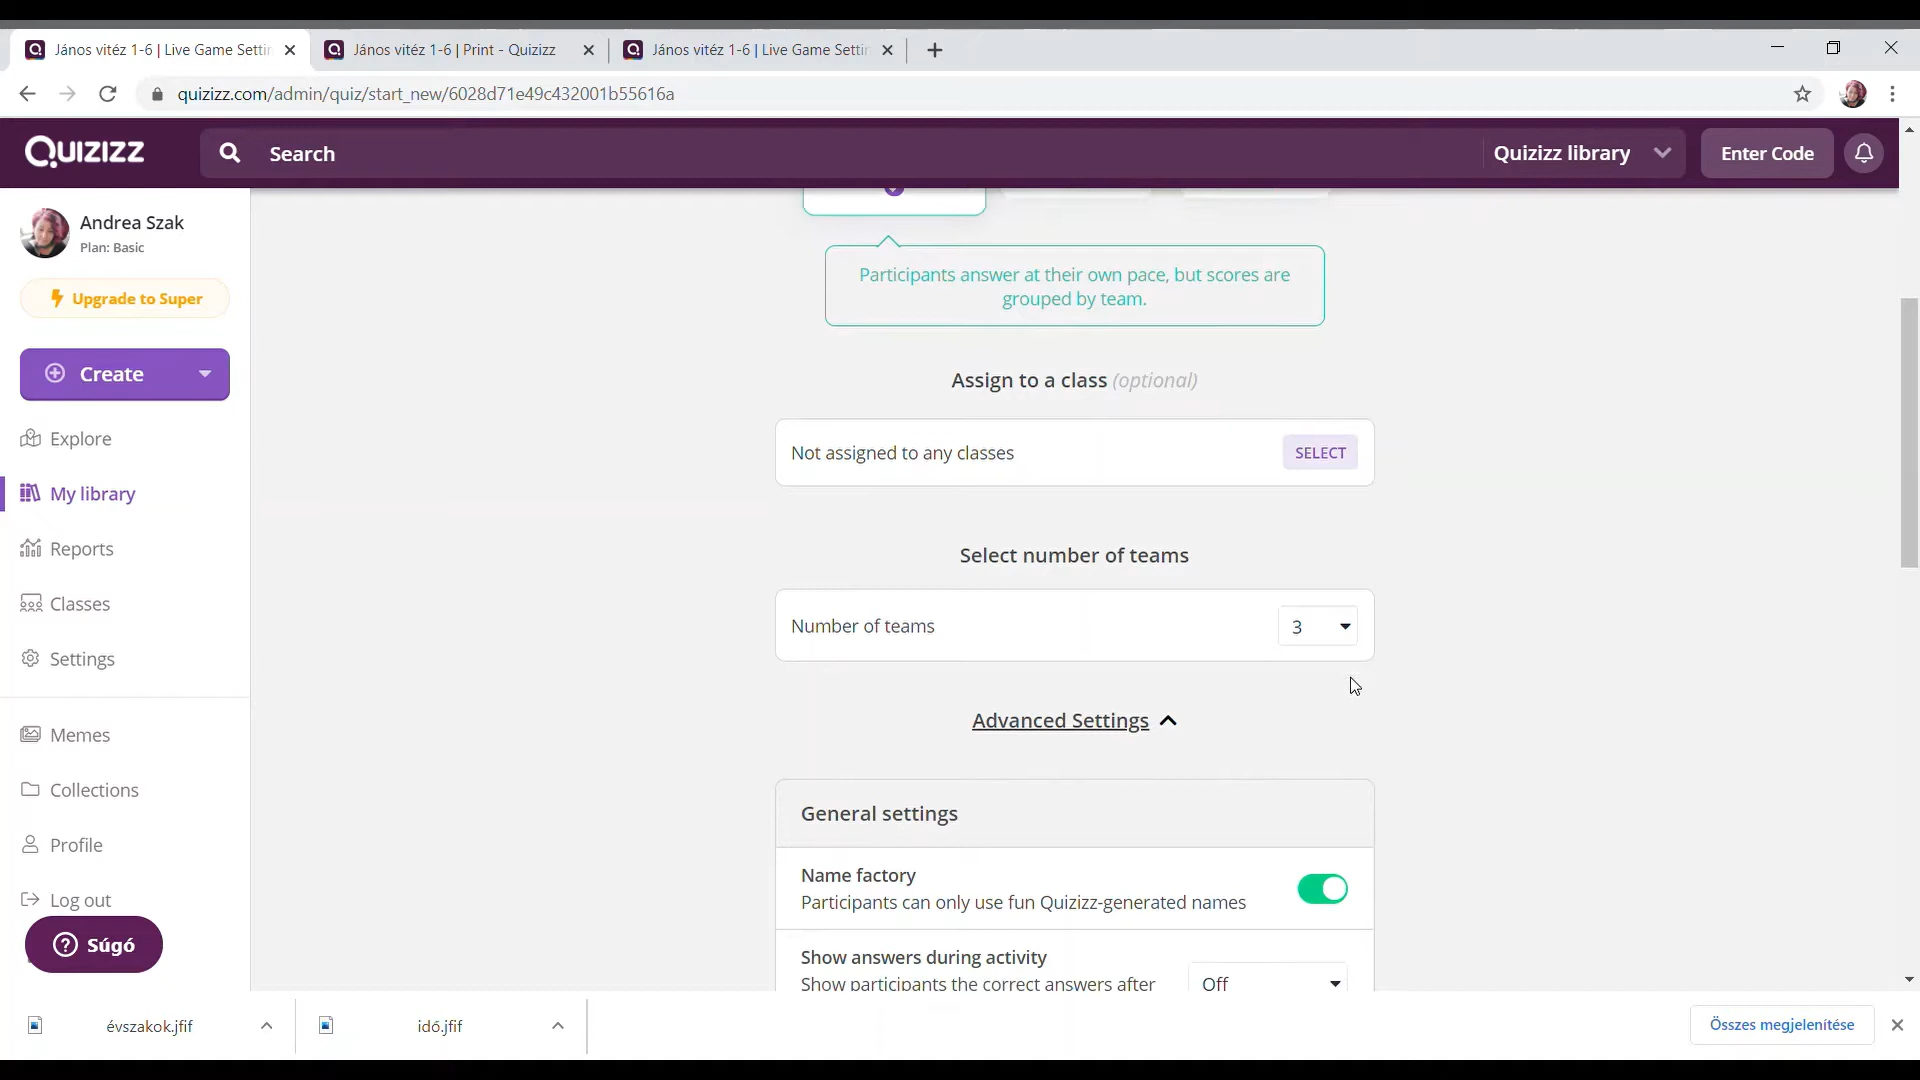 János vitéz 1-6 | Live Game Settin
János vitéz 1-6 | Print - Quizizz
János vitéz 1-6 | Live Game Settin
quizizz.com/admin/quiz/start_new/6028d71e49c432001b55616a
Quizizz
Search
Quizizz library
Enter Code
Andrea Szak
Plan: Basic
Upgrade to Super
Create
Explore
My library
Reports
Classes
Settings
Memes
Collections
Profile
Log out
Súgó
Participants answer at their own pace, but scores are
grouped by team.
Assign to a class (optional)
Not assigned to any classes
SELECT
Select number of teams
Number of teams
3
Advanced Settings
General settings
Name factory
Participants can only use fun Quizizz-generated names
Show answers during activity
Show participants the correct answers after
Off
évszakok.jfif
idő.jfif
Összes megjelenítése